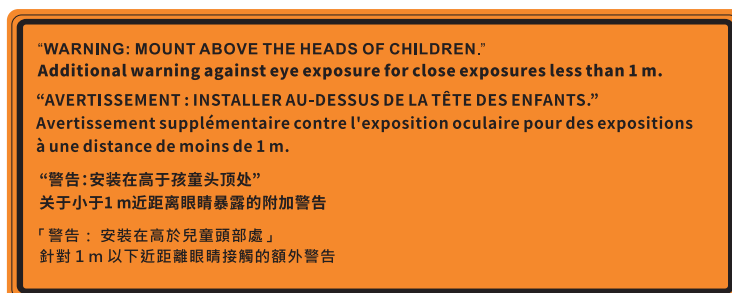 “WARNING: MOUNT ABOVE THE HEADS OF CHILDREN.”
Additional warning against eye exposure for close exposures less than 1 m.
“AVERTISSEMENT : INSTALLER AU-DESSUS DE LA TÊTE DES ENFANTS.”
Avertissement supplémentaire contre l'exposition oculaire pour des expositions
à une distance de moins de 1 m.
“警告:安装在高于孩童头顶处”
关于小于1 m近距离眼睛暴露的附加警告
「警告： 安裝在高於兒童頭部處」
針對 1 m 以下近距離眼睛接觸的額外警告